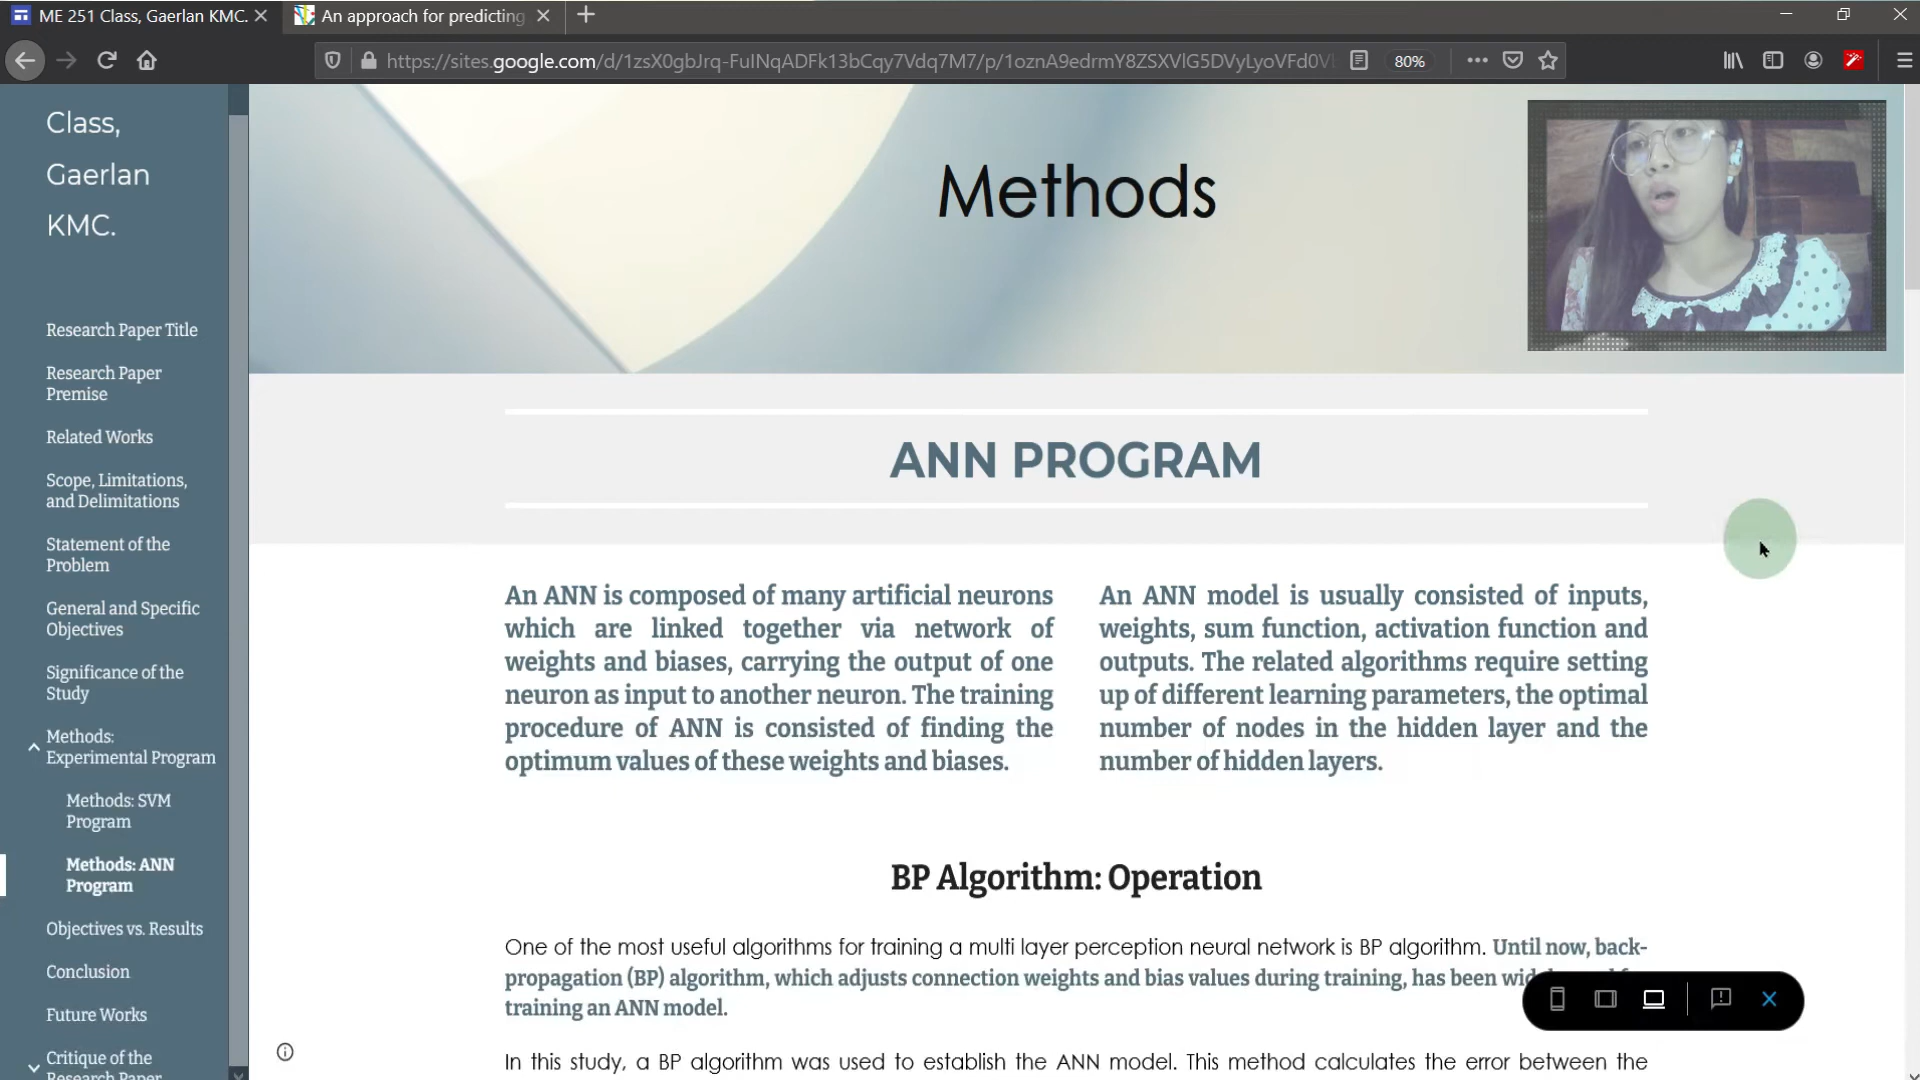 ME 251 Class, Gaerlan KMC.
An approach for predicting
https://sites.google.com/d/1zsX0gbJrq-FuINqADFk13bCqy7Vdq7M7/p/1oznA9edrmY8ZSXVlG5DVyLyoVFd0V
80%
Class,
Gaerlan
KMC.
Research Paper Title
Research Paper
Premise
Related Works
Scope, Limitations,
and Delimitations
Statement of the
Problem
General and Specific
Objectives
Significance of the
Study
Methods:
Experimental Program
Methods: SVM
Program
Methods: ANN
Program
Objectives vs. Results
Conclusion
Future Works
Critique of the
Research Paper
Methods
ANN PROGRAM
An ANN is composed of many artificial neurons
which are linked together via network of
weights and biases, carrying the output of one
neuron as input to another neuron. The training
procedure of ANN is consisted of finding the
optimum values of these weights and biases.
An ANN model is usually consisted of inputs,
weights, sum function, activation function and
outputs. The related algorithms require setting
up of different learning parameters, the optimal
number of nodes in the hidden layer and the
number of hidden layers.
BP Algorithm: Operation
One of the most useful algorithms for training a multi layer perception neural network is BP algorithm. Until now, back-
propagation (BP) algorithm, which adjusts connection weights and bias values during training, has been
training an ANN model.
In this study, a BP algorithm was used to establish the ANN model. This method calculates the error between the